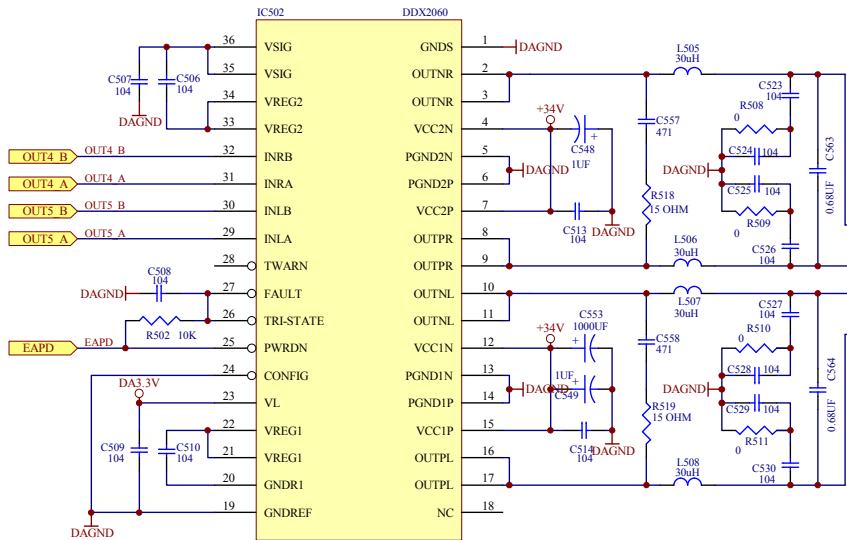 IC502 DDX2060
36 VSIG GNDS 1 DAGND
35 VSIG OUTNR 2
34 VREG2 OUTNR 3
33 VREG2 VCC2N 4
OUT4_B OUT4_B 32 INRB PGND2N 5
OUT4_A OUT4_A 31 INRA PGND2P 6
OUT5_B OUT5_B 30 INLB VCC2P 7
OUT5_A OUT5_A 29 INLA OUTPR 8
28 TWARN OUTPR 9
27 FAULT OUTNL 10
26 TRI-STATE OUTNL 11
EAPD EAPD 25 PWRDN VCC1N 12
24 CONFIG PGND1N 13
23 VL PGND1P 14
22 VREG1 VCC1P 15
21 VREG1 OUTPL 16
20 GNDR1 OUTPL 17
19 GNDREF NC 18
C507
104
C506
104
DAGND
C508
104
DAGND
R502 10K
DA3.3V
C509
104
C510
104
DAGND
L505
30uH
+34V
C548
1UF
+
DAGND
C513
104
DAGND
C557
471
R518
15 OHM
C523
104
R508
0
C524 104
DAGND
C525 104
R509
0
C526
104
C563
0.68UF
L506
30uH
L507
30uH
C553
1000UF
+34V
+
1UF
+
C549
DAGND
C514
104
DAGND
C558
471
R519
15 OHM
C527
104
R510
0
C528 104
DAGND
C529 104
R511
0
C530
104
C564
0.68UF
L508
30uH